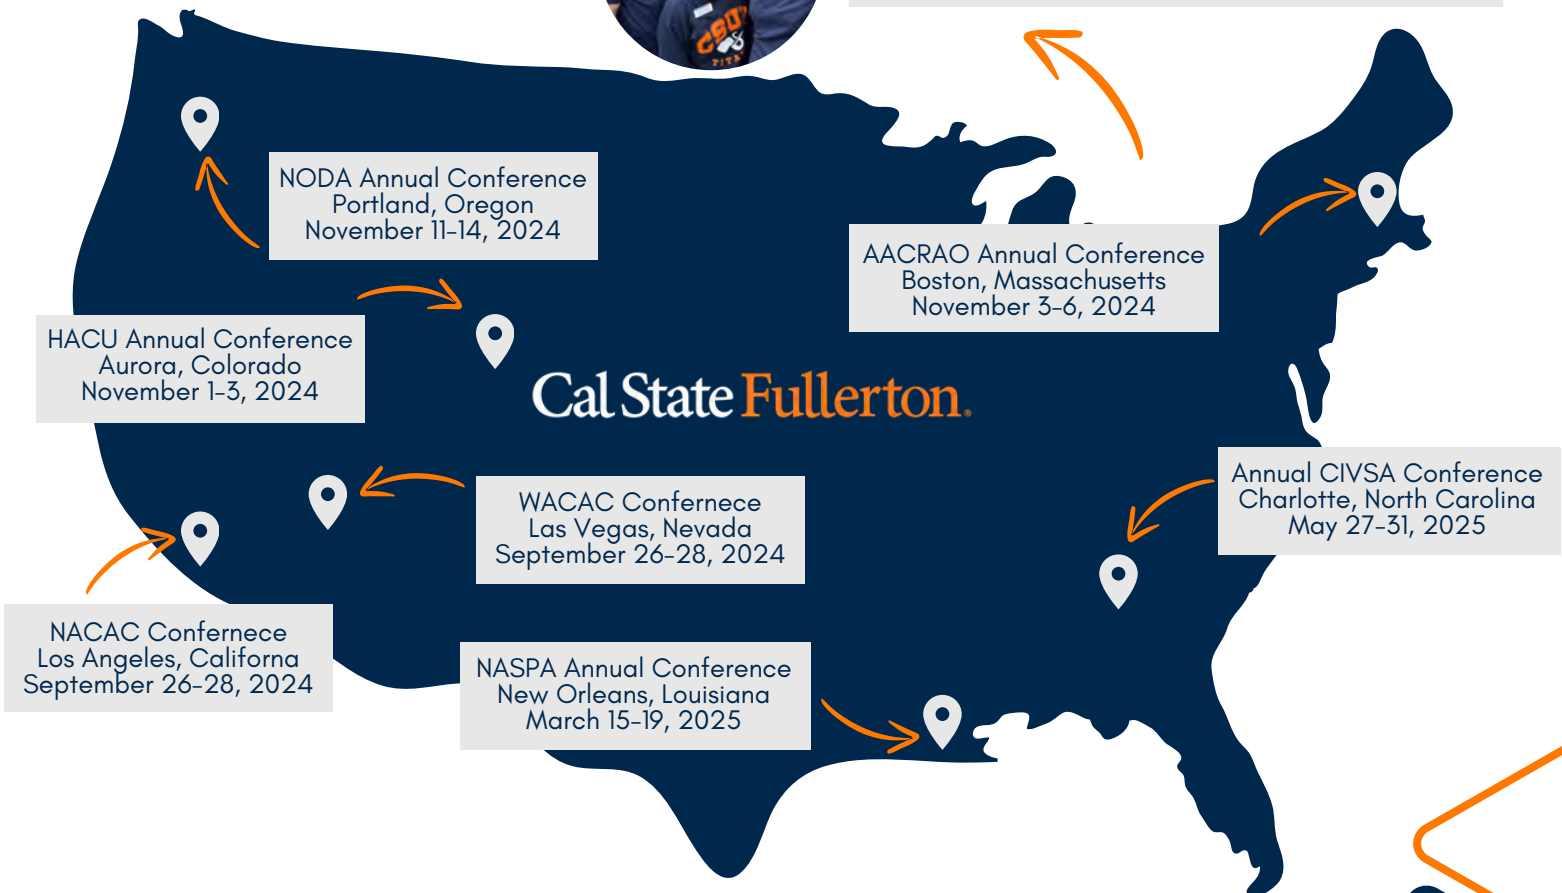 CSUF
TITA
NODA Annual Conference
Portland, Oregon
November 11-14, 2024
AACRAO Annual Conference
Boston, Massachusetts
November 3-6, 2024
HACU Annual Conference
Aurora, Colorado
November 1-3, 2024
Cal State Fullerton
Annual CIVSA Conference
Charlotte, North Carolina
May 27-31, 2025
WACAC Confernece
Las Vegas, Nevada
September 26-28, 2024
NACAC Confernece
Los Angeles, Californa
September 26-28, 2024
NASPA Annual Conference
New Orleans, Louisiana
March 15-19, 2025